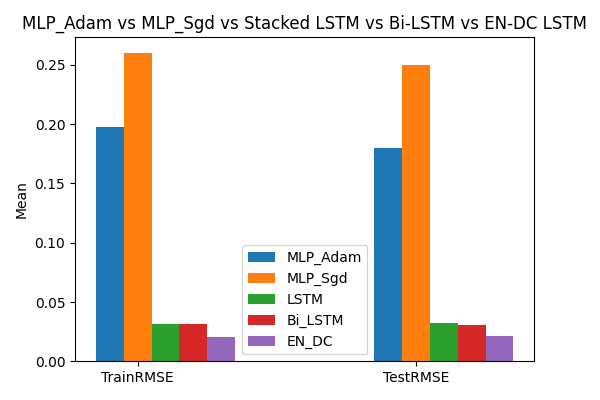 MLP_Adam vs MLP_Sgd vs Stacked LSTM vs Bi-LSTM vs EN-DC LSTM
Mean
0.25
0.20
0.15
0.10
0.05
0.00
MLP_Adam
MLP_Sgd
LSTM
Bi_LSTM
EN_DC
TrainRMSE
TestRMSE